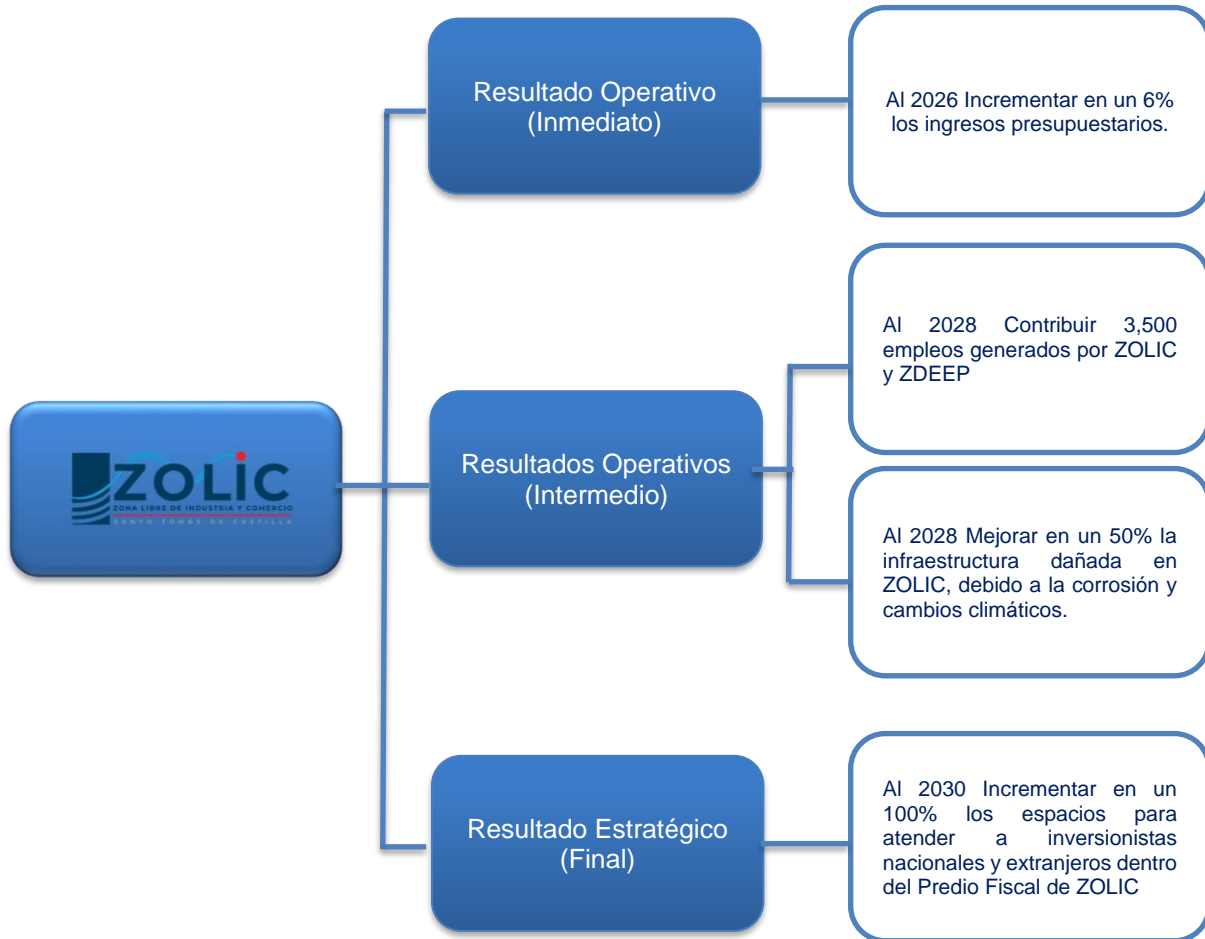 Resultado Operativo
(Inmediato)
Al 2026 Incrementar en un 6%
los ingresos presupuestarios.
Al 2028 Contribuir 3,500
empleos generados por ZOLIC
y ZDEEP
ZOLIC
ZONA LIBRE DE INDUSTRIA Y COMERCIO
SANTO TOMÁS DE CASTILLA
Resultados Operativos
(Intermedio)
Al 2028 Mejorar en un 50% la
infraestructura dañada en
ZOLIC, debido a la corrosión y
cambios climáticos.
Resultado Estratégico
(Final)
Al 2030 Incrementar en un
100% los espacios para
atender a inversionistas
nacionales y extranjeros dentro
del Predio Fiscal de ZOLIC